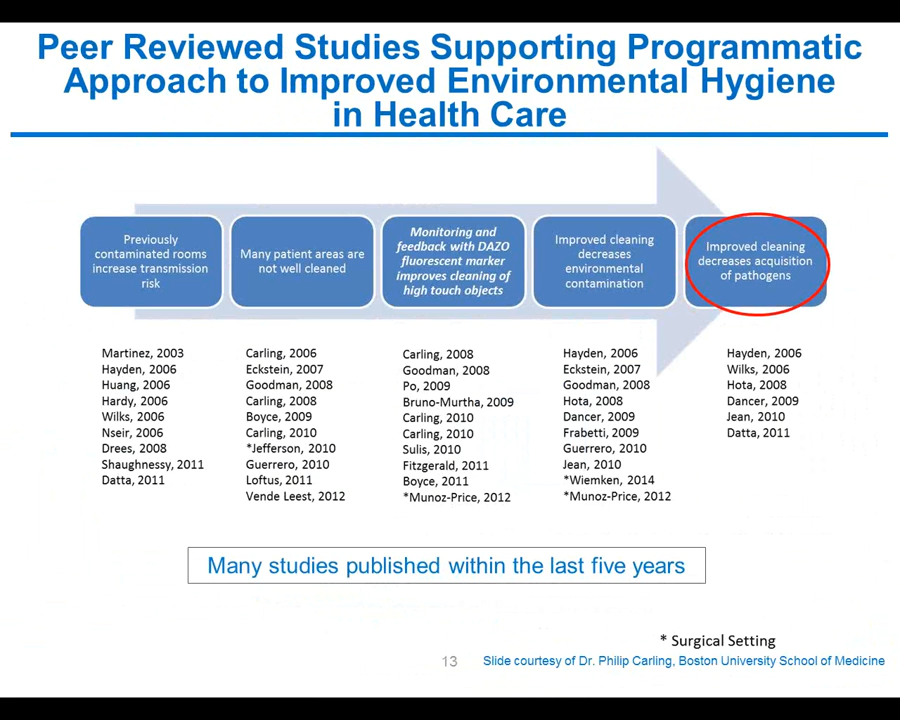 Peer Reviewed Studies Supporting Programmatic
Approach to Improved Environmental Hygiene
in Health Care
Previously
contaminated rooms
increase transmission
risk
Many patient areas are
not well cleaned
Monitoring and
feedback with DAZO
fluorescent marker
improves cleaning of
high touch objects
Improved cleaning
decreases
environmental
contamination
Improved cleaning
decreases acquisition
of pathogens
Martinez, 2003
Hayden, 2006
Huang, 2006
Hardy, 2006
Wilks, 2006
Nseir, 2006
Drees, 2008
Shaughnessy, 2011
Datta, 2011
Carling, 2006
Eckstein, 2007
Goodman, 2008
Carling, 2008
Boyce, 2009
Carling, 2010
*Jefferson, 2010
Guerrero, 2010
Loftus, 2011
Vende Leest, 2012
Carling, 2008
Goodman, 2008
Po, 2009
Bruno-Murtha, 2009
Carling, 2010
Carling, 2010
Sulis, 2010
Fitzgerald, 2011
Boyce, 2011
*Munoz-Price, 2012
Hayden, 2006
Eckstein, 2007
Goodman, 2008
Hota, 2008
Dancer, 2009
Frabetti, 2009
Guerrero, 2010
Jean, 2010
*Wiemken, 2014
*Munoz-Price, 2012
Hayden, 2006
Wilks, 2006
Hota, 2008
Dancer, 2009
Jean, 2010
Datta, 2011
Many studies published within the last five years
* Surgical Setting
13
Slide courtesy of Dr. Philip Carling, Boston University School of Medicine